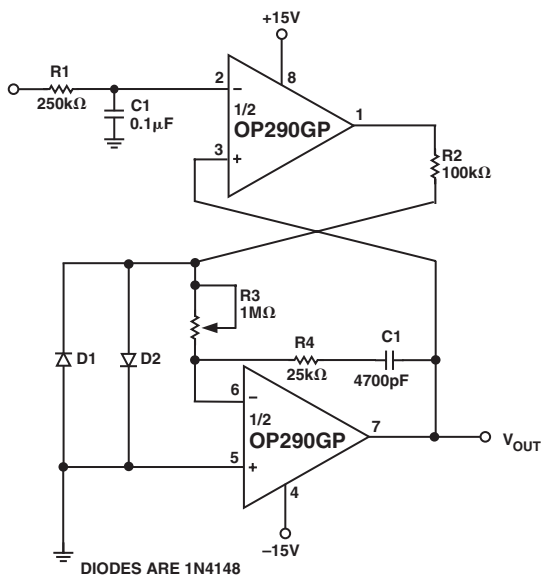 +15V
R1
250kΩ
C1
0.1µF
2
–
8
1/2
OP290GP
1
3
+
R2
100kΩ
D1
D2
R3
1MΩ
R4
25kΩ
C1
4700pF
6
–
1/2
OP290GP
7
5
+
4
VOUT
–15V
DIODES ARE 1N4148